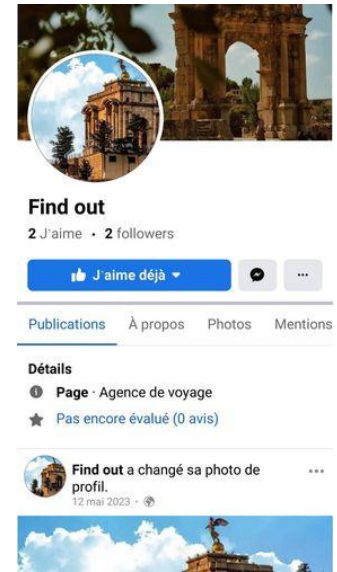 Find out
2 J'aime • 2 followers
J'aime déjà
Publications À propos Photos Mentions
Détails
Page · Agence de voyage
Pas encore évalué (0 avis)
Find out a changé sa photo de
profil.
12 mai 2023 ·